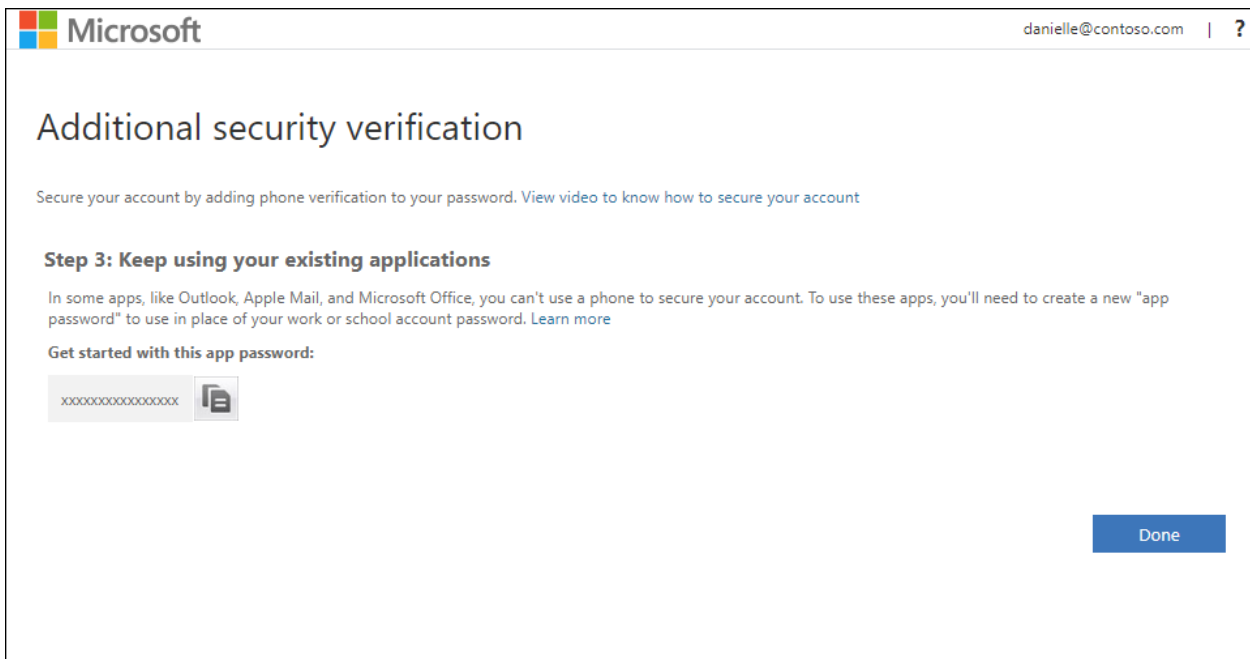 Microsoft
danielle@contoso.com | ?
Additional security verification
Secure your account by adding phone verification to your password. View video to know how to secure your account
Step 3: Keep using your existing applications
In some apps, like Outlook, Apple Mail, and Microsoft Office, you can't use a phone to secure your account. To use these apps, you'll need to create a new "app
password" to use in place of your work or school account password. Learn more
Get started with this app password:
xxxxxxxxxxxxxxxx
Done